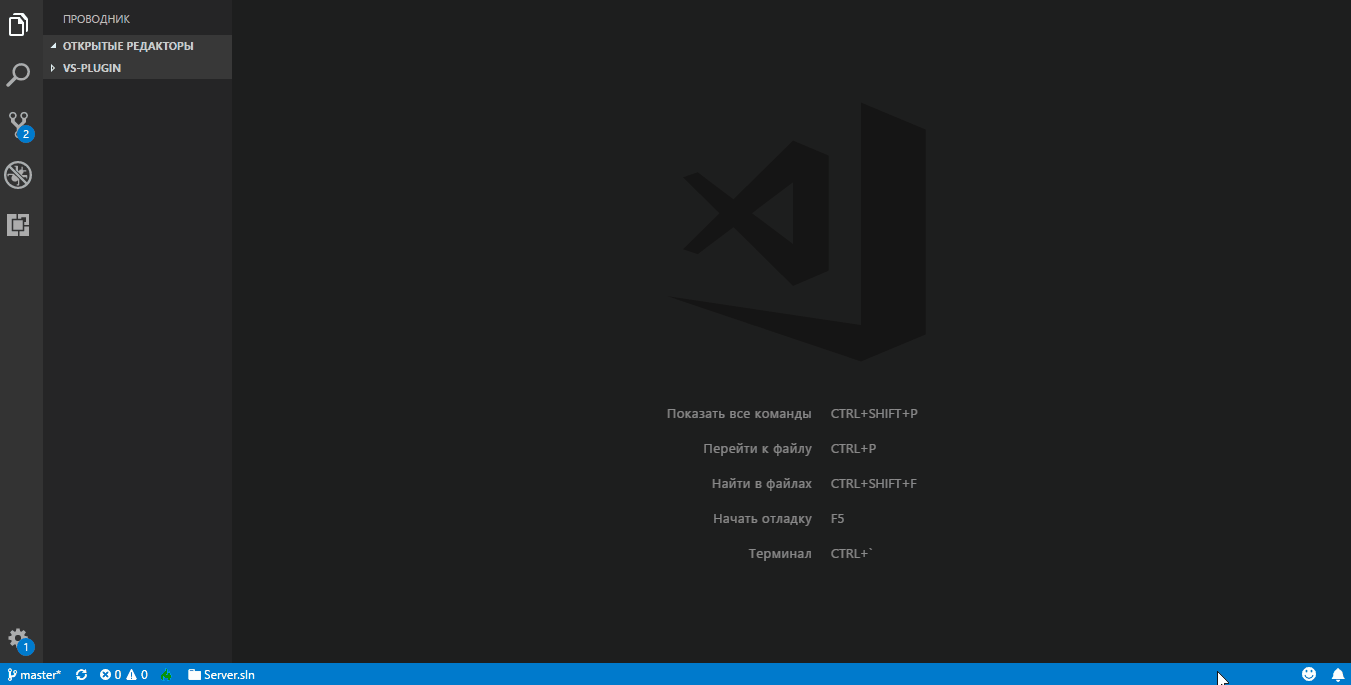 ПРОВОДНИК
ОТКРЫТЫЕ РЕДАКТОРЫ
VS-PLUGIN
2
Показать все команды CTRL+SHIFT+P
Перейти к файлу CTRL+P
Найти в файлах CTRL+SHIFT+F
Начать отладку F5
Терминал CTRL+`
1
master* 0 0 Server.sln